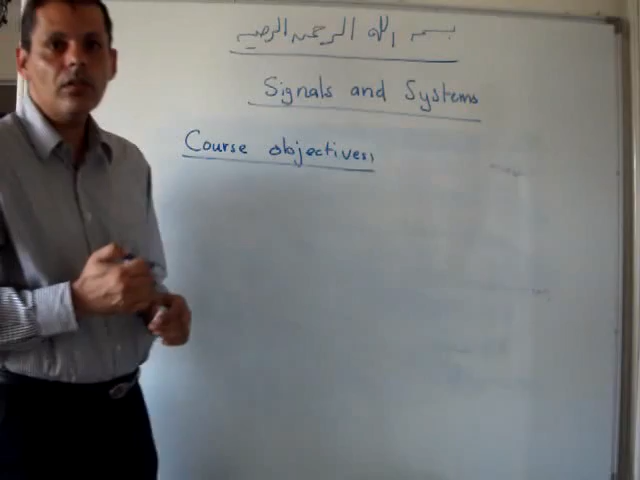 بسم الله الرحمن الرحيم
Signals and Systems
Course objectives,